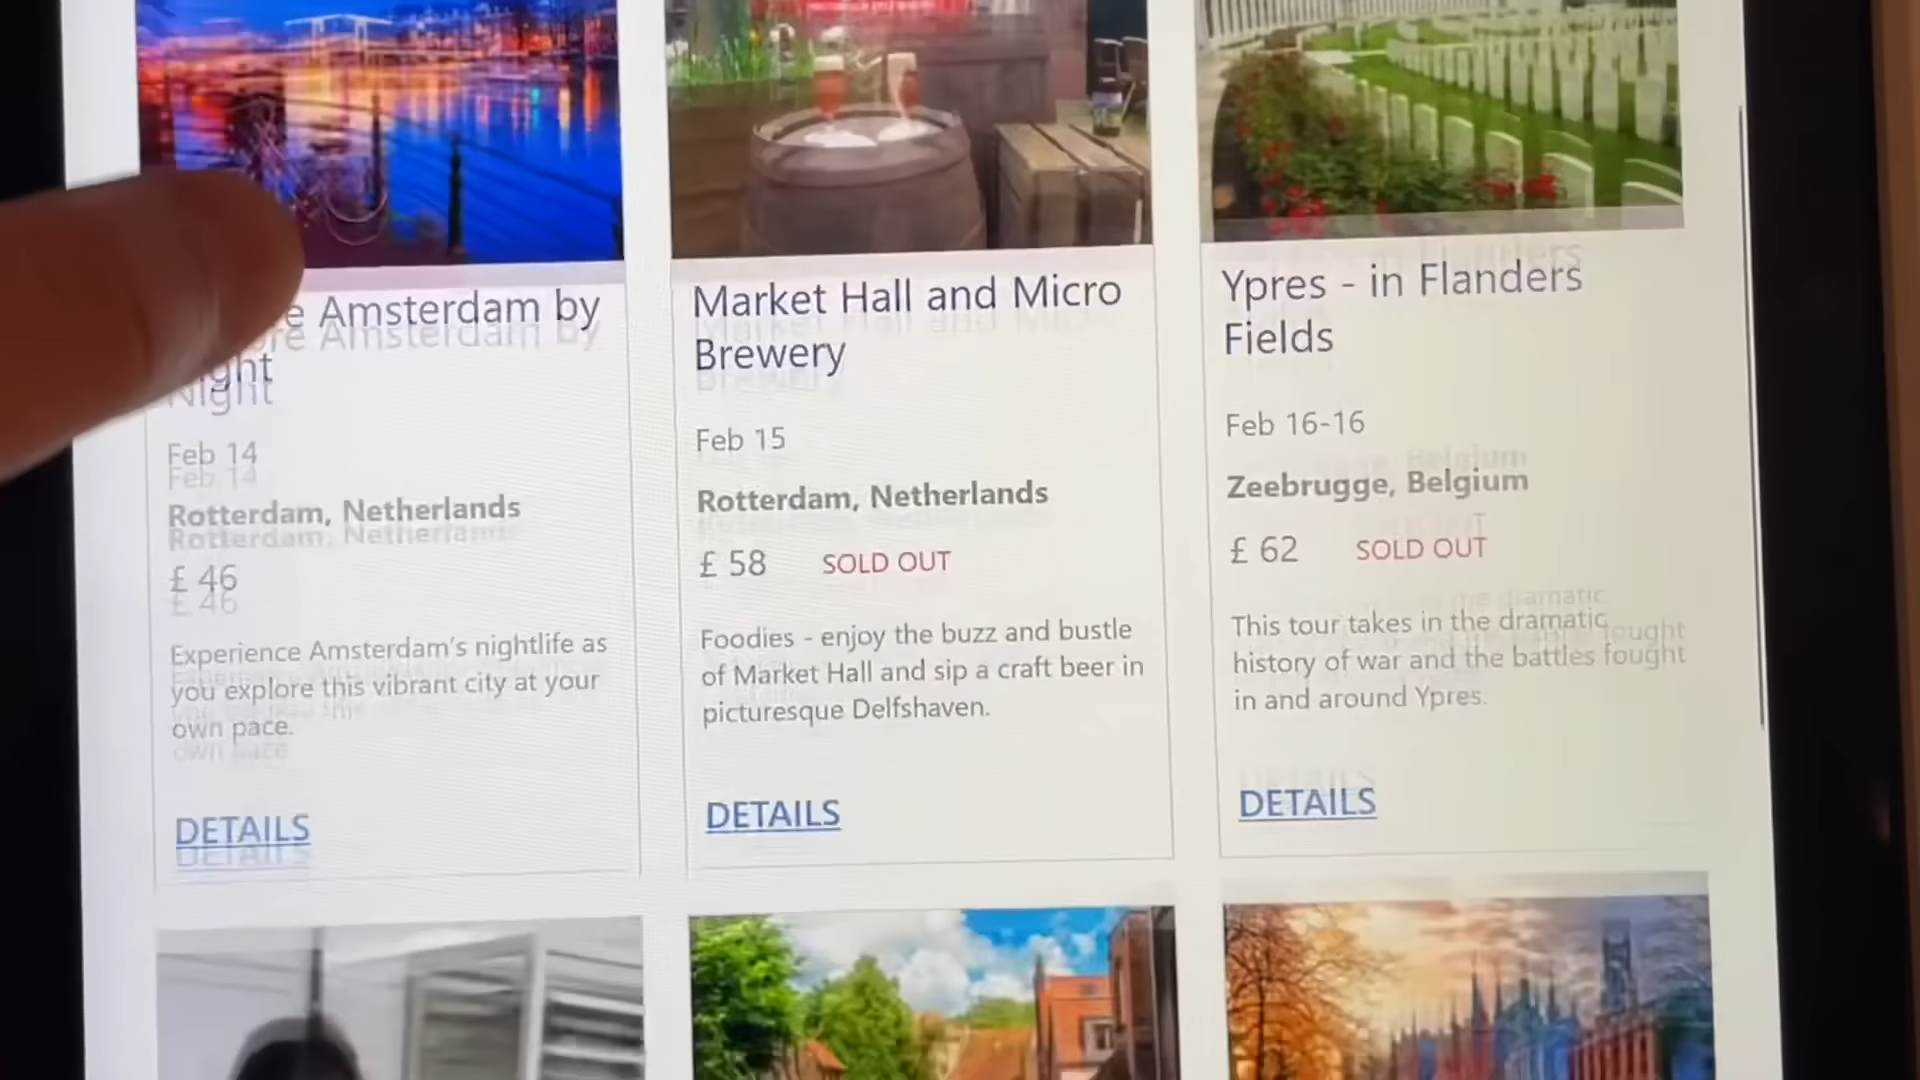 re Amsterdam by
Night
Feb 14
Rotterdam, Netherlands
£ 46
Experience Amsterdam's nightlife as
you explore this vibrant city at your
own pace.
DETAILS
Market Hall and Micro
Brewery
Feb 15
Rotterdam, Netherlands
£ 58 SOLD OUT
Foodies - enjoy the buzz and bustle
of Market Hall and sip a craft beer in
picturesque Delfshaven.
DETAILS
Ypres - in Flanders
Fields
Feb 16-16
Zeebrugge, Belgium
£ 62 SOLD OUT
This tour takes in the dramatic
history of war and the battles fought
in and around Ypres.
DETAILS